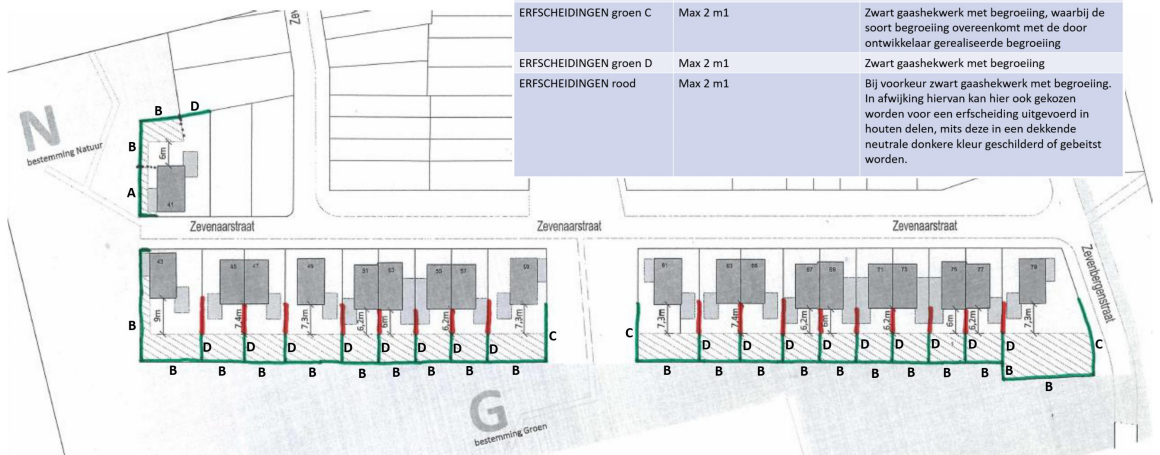 ERFSCHEIDINGEN groen C Max 2 m1 Zwart gaashekwerk met begroeiing, waarbij de
soort begroeiing overeenkomt met de door
ontwikkelaar gerealiseerde begroeiing
ERFSCHEIDINGEN groen D Max 2 m1 Zwart gaashekwerk met begroeiing
ERFSCHEIDINGEN rood Max 2 m1 Bij voorkeur zwart gaashekwerk met begroeiing.
In afwijking hiervan kan hier ook gekozen
worden voor een erfscheiding uitgevoerd in
houten delen, mits deze in een dekkende
neutrale donkere kleur geschilderd of gebeitst
worden.
Ze
B D
N
bestemming Natuur
B
6m
A
41
Zevenaarstraat Zevenaarstraat Zevenaarstraat
Zevenbergenstraat
43 45 47 49 51 53 55 57 59
61 63 65 67 69 71 75 77 79
9m 7,4m 7,3m 6,2m 6m 6,2m 7,3m
7,3m 7,4m 6,2m 6m 6,2m 6m 6,2m 7,3m
B D D D D D D D D C
C D D D D D D D D D C
B B B B B B B B B
B B B B B B B B B B
G
bestemming Groen